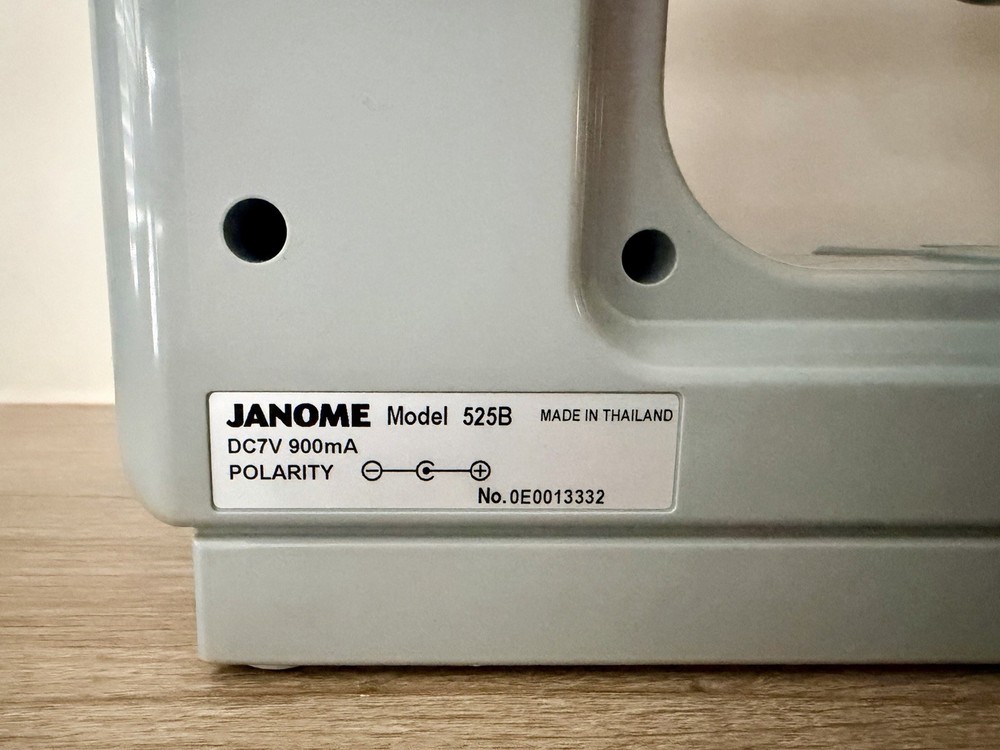 JANOME Model 525B MADE IN THAILAND
DC7V 900mA
POLARITY
No. 0E0013332